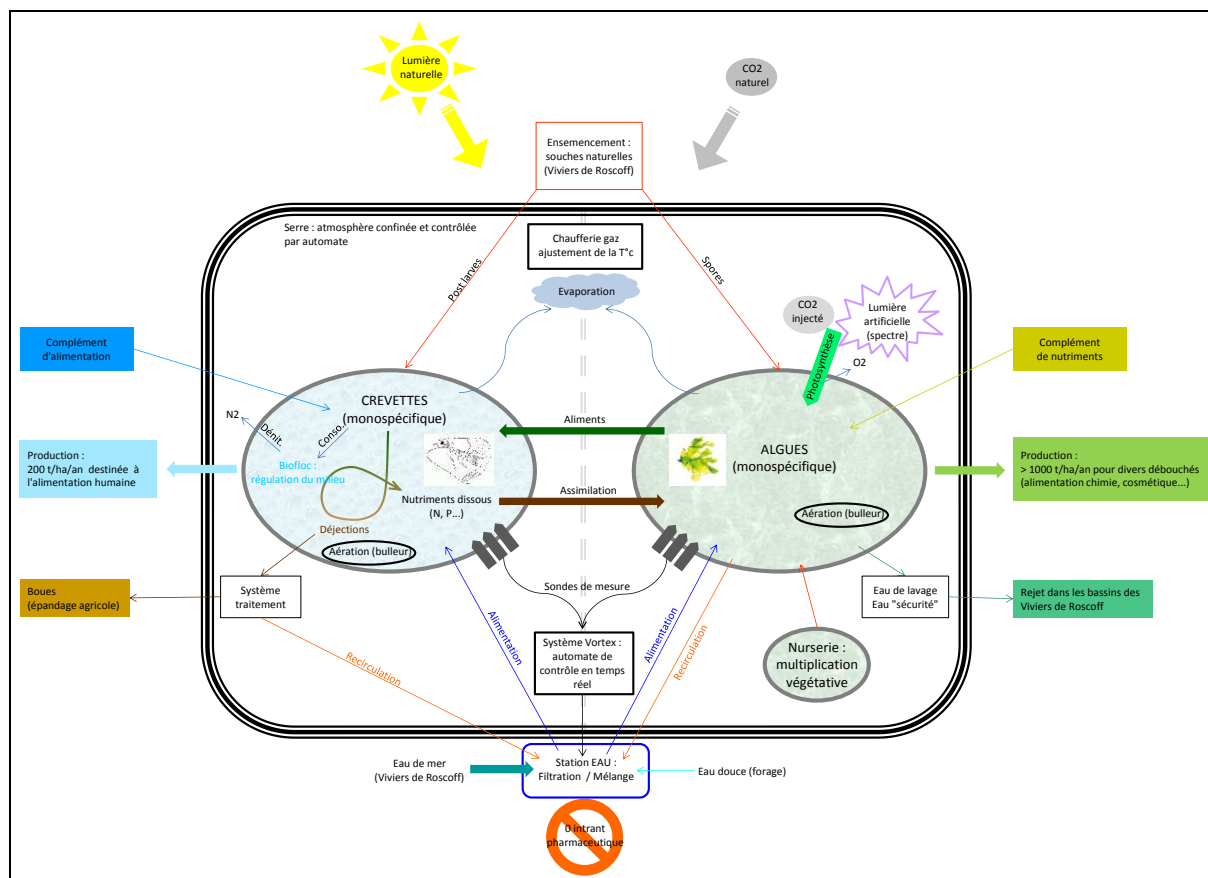 Lumière
naturelle
CO2
naturel
Ensemencement :
souches naturelles
(Viviers de Roscoff)
Serre : atmosphère confinée et contrôlée
par automate
Chaufferie gaz
ajustement de la T°c
Post larves
Spores
Evaporation
CO2
injecté
Lumière
artificielle
(spectre)
Photosynthèse
O2
Complément
d'alimentation
Complément
de nutriments
CREVETTES
(monospécifique)
N2
Dénit.
Conso.
Biofloc :
régulation du milieu
Aliments
ALGUES
(monospécifique)
Production :
200 t/ha/an destinée à
l'alimentation humaine
Production :
> 1000 t/ha/an pour divers débouchés
(alimentation chimie, cosmétique...)
Nutriments dissous
(N, P...)
Assimilation
Déjections
Aération (bulleur)
Aération (bulleur)
Boues
(épandage agricole)
Système
traitement
Sondes de mesure
Eau de lavage
Eau "sécurité"
Rejet dans les bassins des
Viviers de Roscoff
Recirculation
Alimentation
Système Vortex :
automate de
contrôle en temps
réel
Alimentation
Recirculation
Nurserie :
multiplication
végétative
Eau de mer
(Viviers de Roscoff)
Station EAU :
Filtration / Mélange
Eau douce (forage)
0 intrant
pharmaceutique